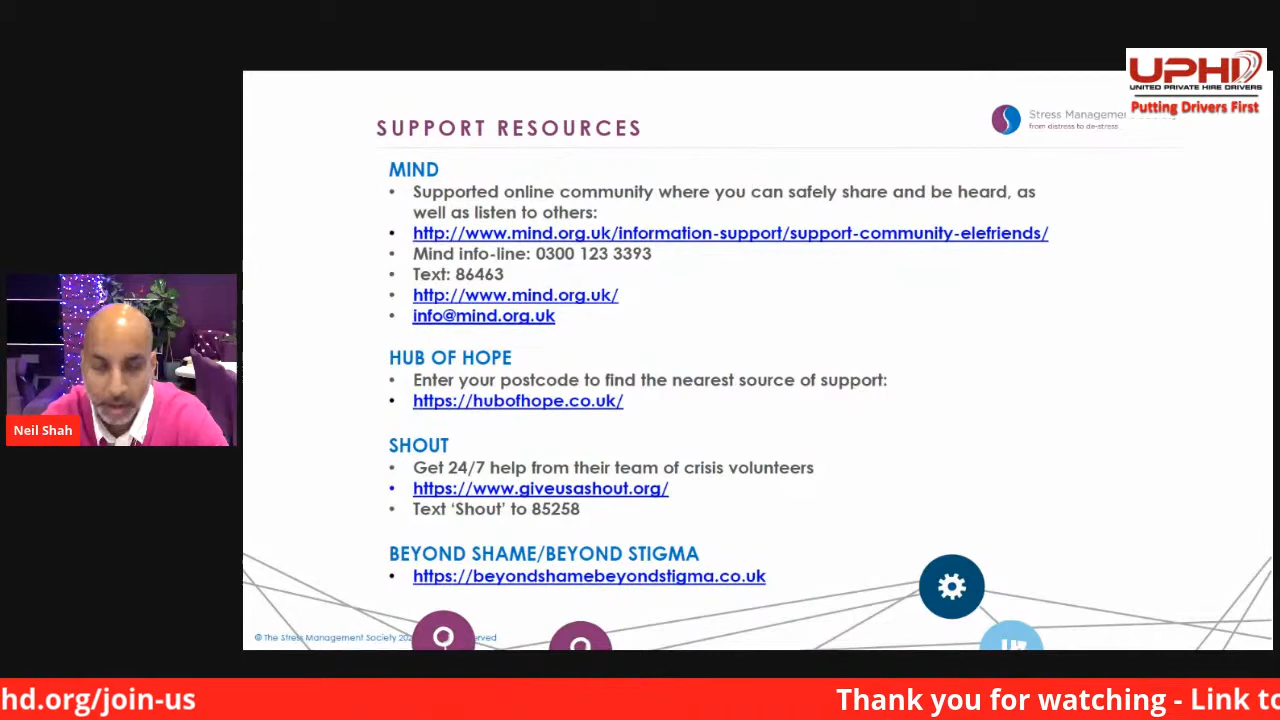 UPHD
UNITED PRIVATE HIRE DRIVERS
Putting Drivers First
SUPPORT RESOURCES
Stress Management
from distress to de-stress
MIND
• Supported online community where you can safely share and be heard, as
well as listen to others:
• http://www.mind.org.uk/information-support/support-community-elefriends/
• Mind info-line: 0300 123 3393
• Text: 86463
• http://www.mind.org.uk/
• info@mind.org.uk
HUB OF HOPE
• Enter your postcode to find the nearest source of support:
• https://hubofhope.co.uk/
SHOUT
• Get 24/7 help from their team of crisis volunteers
• https://www.giveusashout.org/
• Text ‘Shout’ to 85258
BEYOND SHAME/BEYOND STIGMA
• https://beyondshamebeyondstigma.co.uk
Neil Shah
© The Stress Management Society
hd.org/join-us
Thank you for watching - Link to